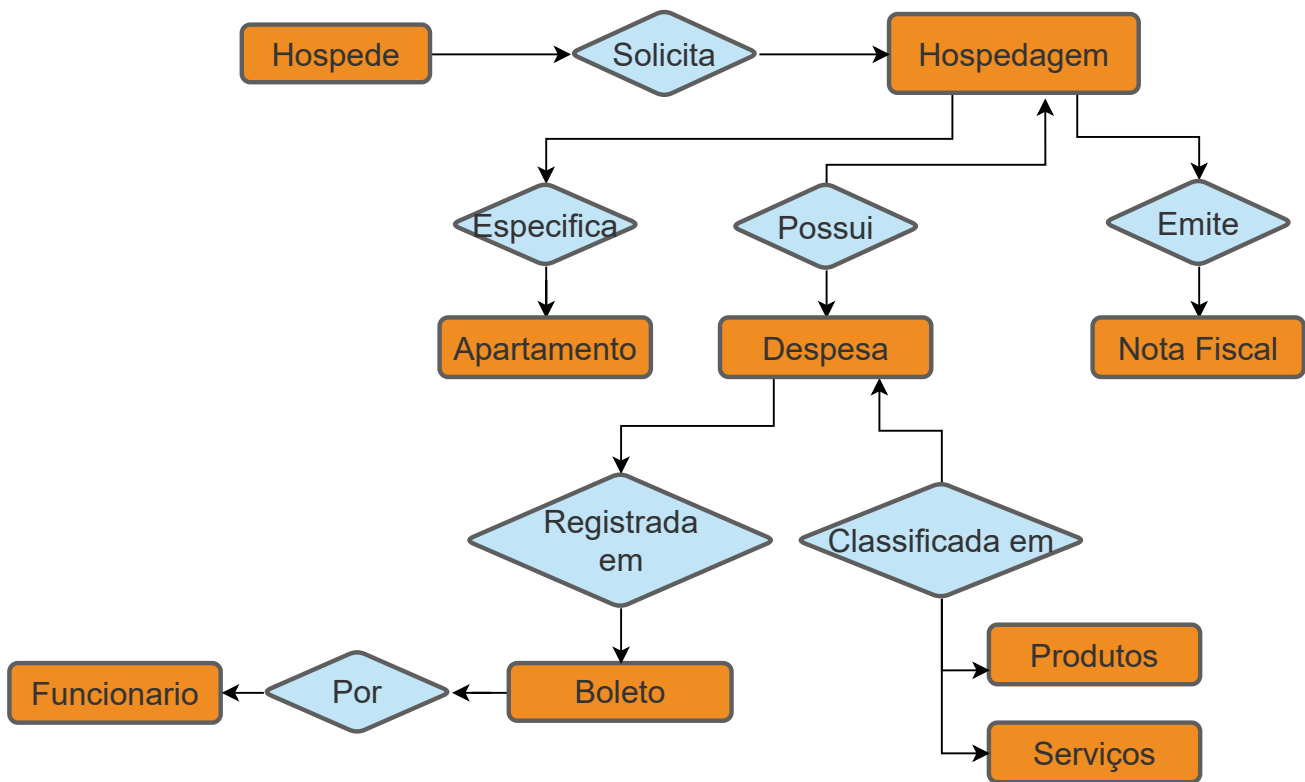 Hospede
Solicita
Hospedagem
Especifica
Possui
Emite
Apartamento
Despesa
Nota Fiscal
Registrada
em
Classificada em
Produtos
Funcionario
Por
Boleto
Serviços